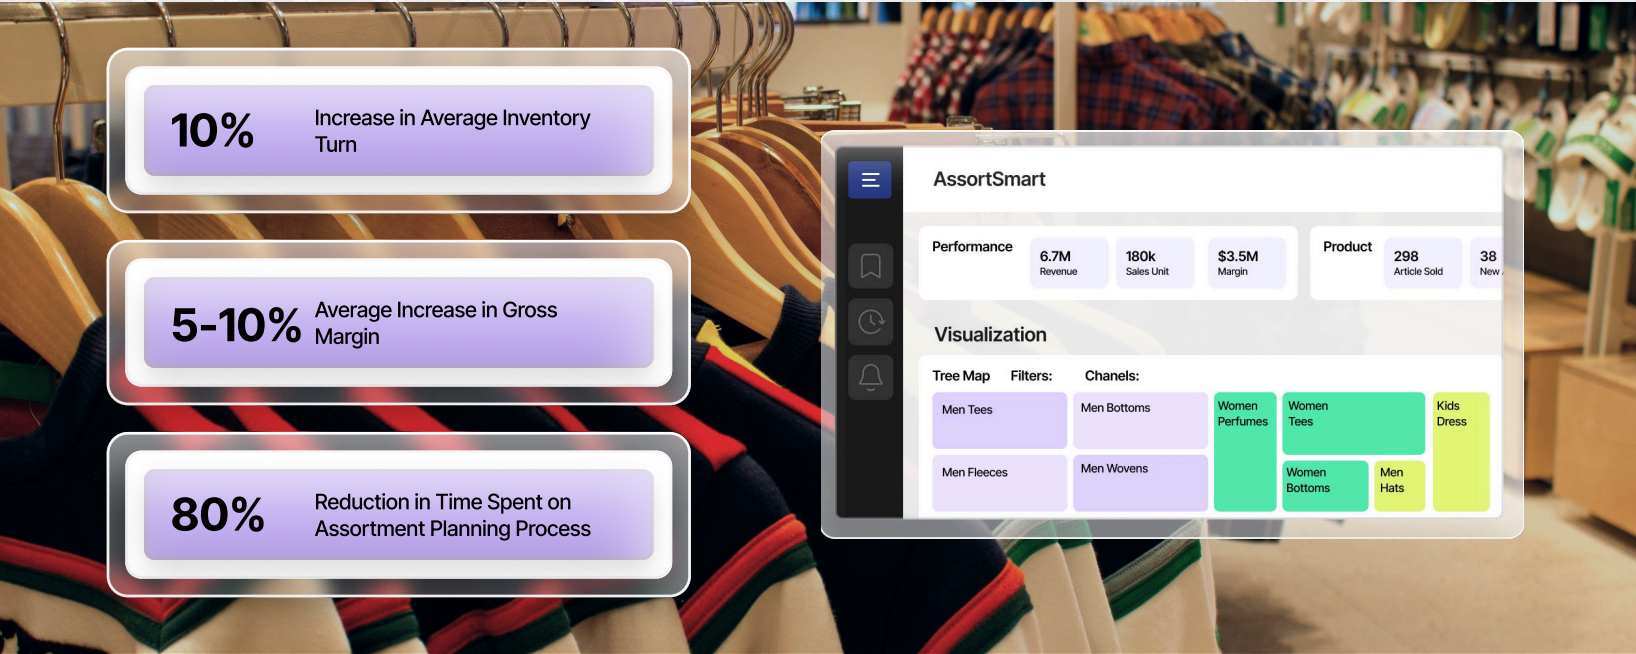 10%
Increase in Average Inventory
Turn
5-10%
Average Increase in Gross
Margin
80%
Reduction in Time Spent on
Assortment Planning Process
AssortSmart
Performance
6.7M
Revenue
180k
Sales Unit
$3.5M
Margin
Product
298
Article Sold
38
New
Visualization
Tree Map Filters: Chanels:
Men Tees
Men Bottoms
Women
Perfumes
Women
Tees
Kids
Dress
Men Fleeces
Men Wovens
Women
Bottoms
Men
Hats